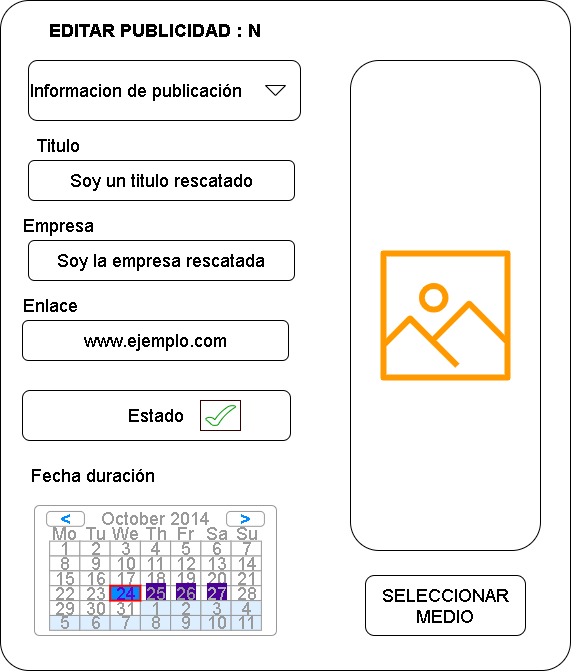 EDITAR PUBLICIDAD : N
Informacion de publicación
Titulo
Soy un titulo rescatado
Empresa
Soy la empresa rescatada
Enlace
www.ejemplo.com
Estado
Fecha duración
< October 2014 >
Mo Tu We Th Fr Sa Su
1 2 3 4 5 6 7
8 9 10 11 12 13 14
15 16 17 18 19 20 21
22 23 24 25 26 27 28
29 30 31 1 2 3 4
5 6 7 8 9 10 11
SELECCIONAR
MEDIO